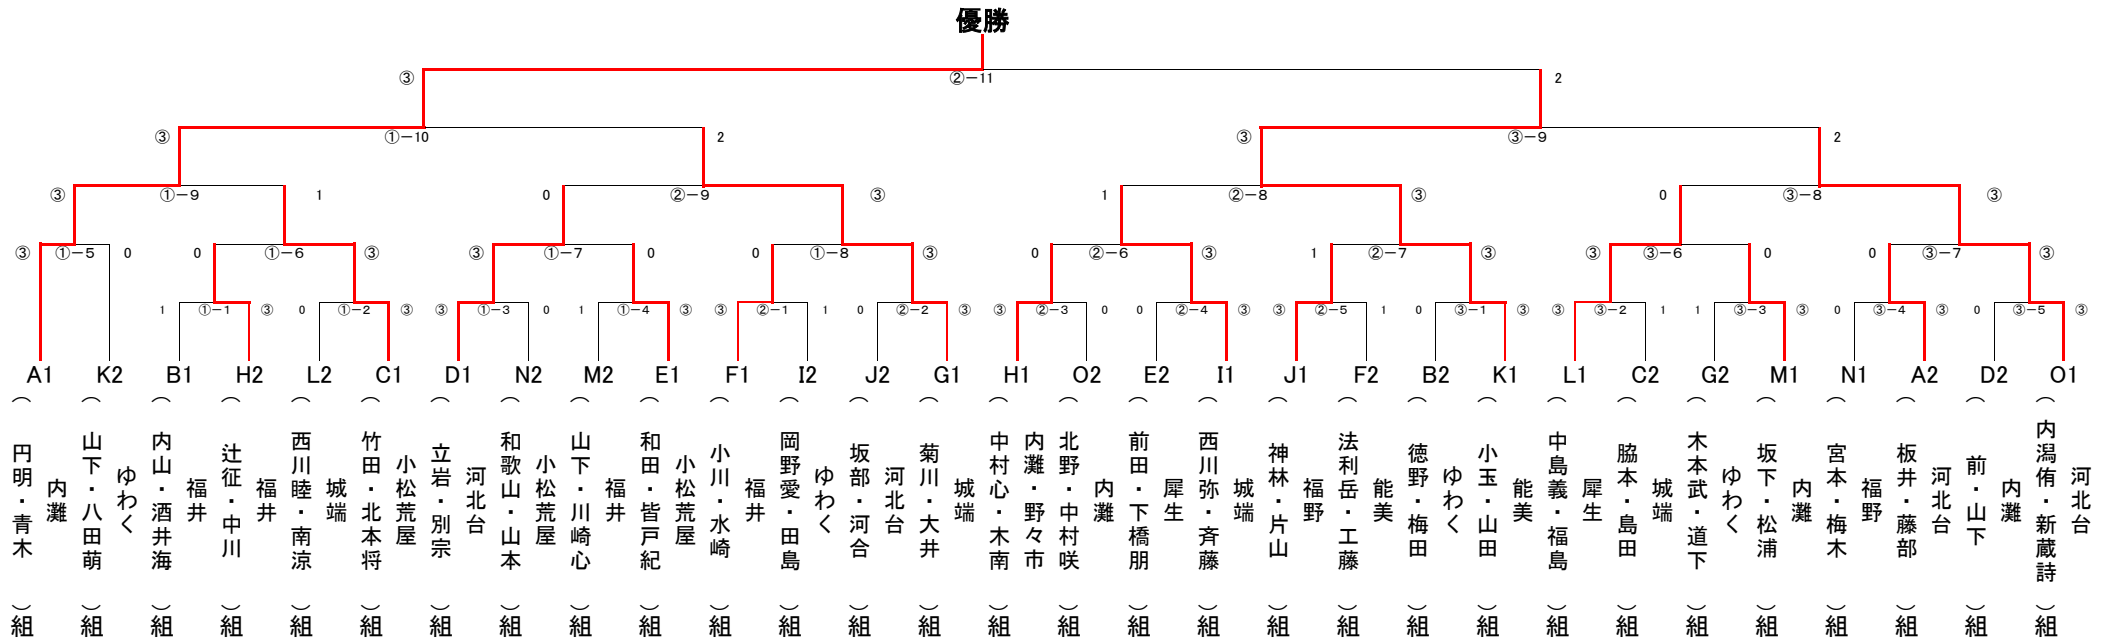 優勝
③ ②－11 2
③ ①－10 2 ③ ③－9 2
③ ①－9 1 0 ②－9 ③ 1 ②－8 ③ 0 ③－8 ③
③ ①－5 0 0 ①－6 ③ ③ ①－7 0 0 ①－8 ③ 0 ②－6 ③ 1 ②－7 ③ ③ ③－6 0 0 ③－7 ③
1 ①－1 ③ 0 ①－2 ③ ③ ①－3 0 1 ①－4 ③ ③ ②－1 1 0 ②－2 ③ ③ ②－3 0 0 ②－4 ③ ③ ②－5 1 0 ③－1 ③ ③ ③－2 1 1 ③－3 ③ 0 ③－4 ③ 0 ③－5 ③
A1 K2 B1 H2 L2 C1 D1 N2 M2 E1 F1 I2 J2 G1 H1 O2 E2 I1 J1 F2 B2 K1 L1 C2 G2 M1 N1 A2 D2 O1
（円明・青木）組
内灘
（山下・八田萌）組
ゆわく
（内山・酒井海）組
福井
（辻征・中川）組
福井
（西川睦・南涼）組
城端
（竹田・北本将）組
小松荒屋
（立岩・別宗）組
河北台
（和歌山・山本）組
小松荒屋
（山下・川崎心）組
福井
（和田・皆戸紀）組
小松荒屋
（小川・水崎）組
福井
（岡野愛・田島）組
ゆわく
（坂部・河合）組
河北台
（菊川・大井）組
城端
（中村心・木南）組
内灘・野々市
（北野・中村咲）組
内灘
（前田・下橋朋）組
犀生
（西川弥・斉藤）組
城端
（神林・片山）組
福野
（法利岳・工藤）組
能美
（徳野・梅田）組
ゆわく
（小玉・山田）組
能美
（中島義・福島）組
犀生
（脇本・島田）組
城端
（木本武・道下）組
ゆわく
（坂下・松浦）組
内灘
（宮本・梅木）組
福野
（板井・藤部）組
河北台
（前・山下）組
内灘
（内潟侑・新蔵詩）組
河北台